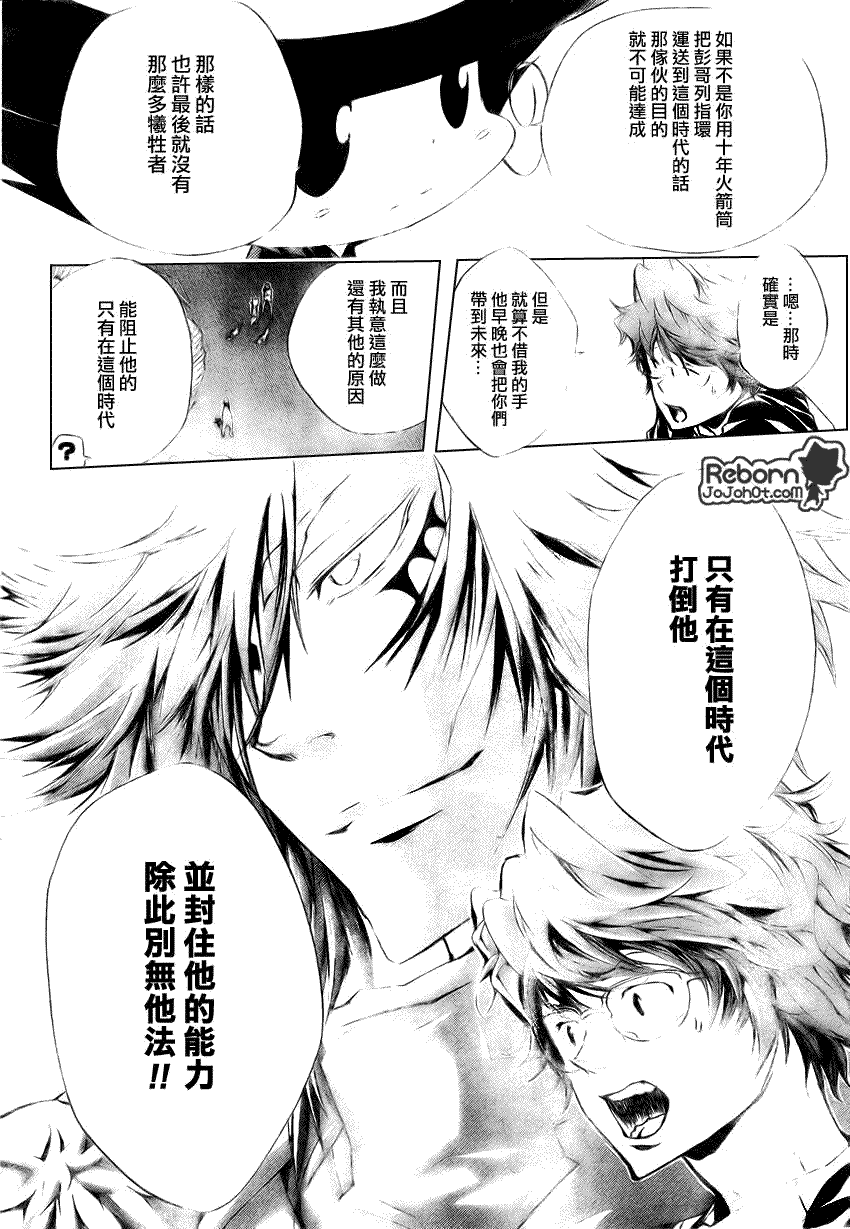 如果不是你用十年火箭筒
把彭哥列指環
運送到這個時代的話
那傢伙的目的
就不可能達成
那樣的話
也許最後就沒有
那麼多犧牲者
…嗯…那時
確實是
但是
就算不借我的手
他早晚也會把你們
帶到未來…
而且
我執意這麼做
還有其他的原因
能阻止他的
只有在這個時代
?
Reborn
JoJohOt.com
只有在這個時代
打倒他
並封住他的能力
除此別無他法!!